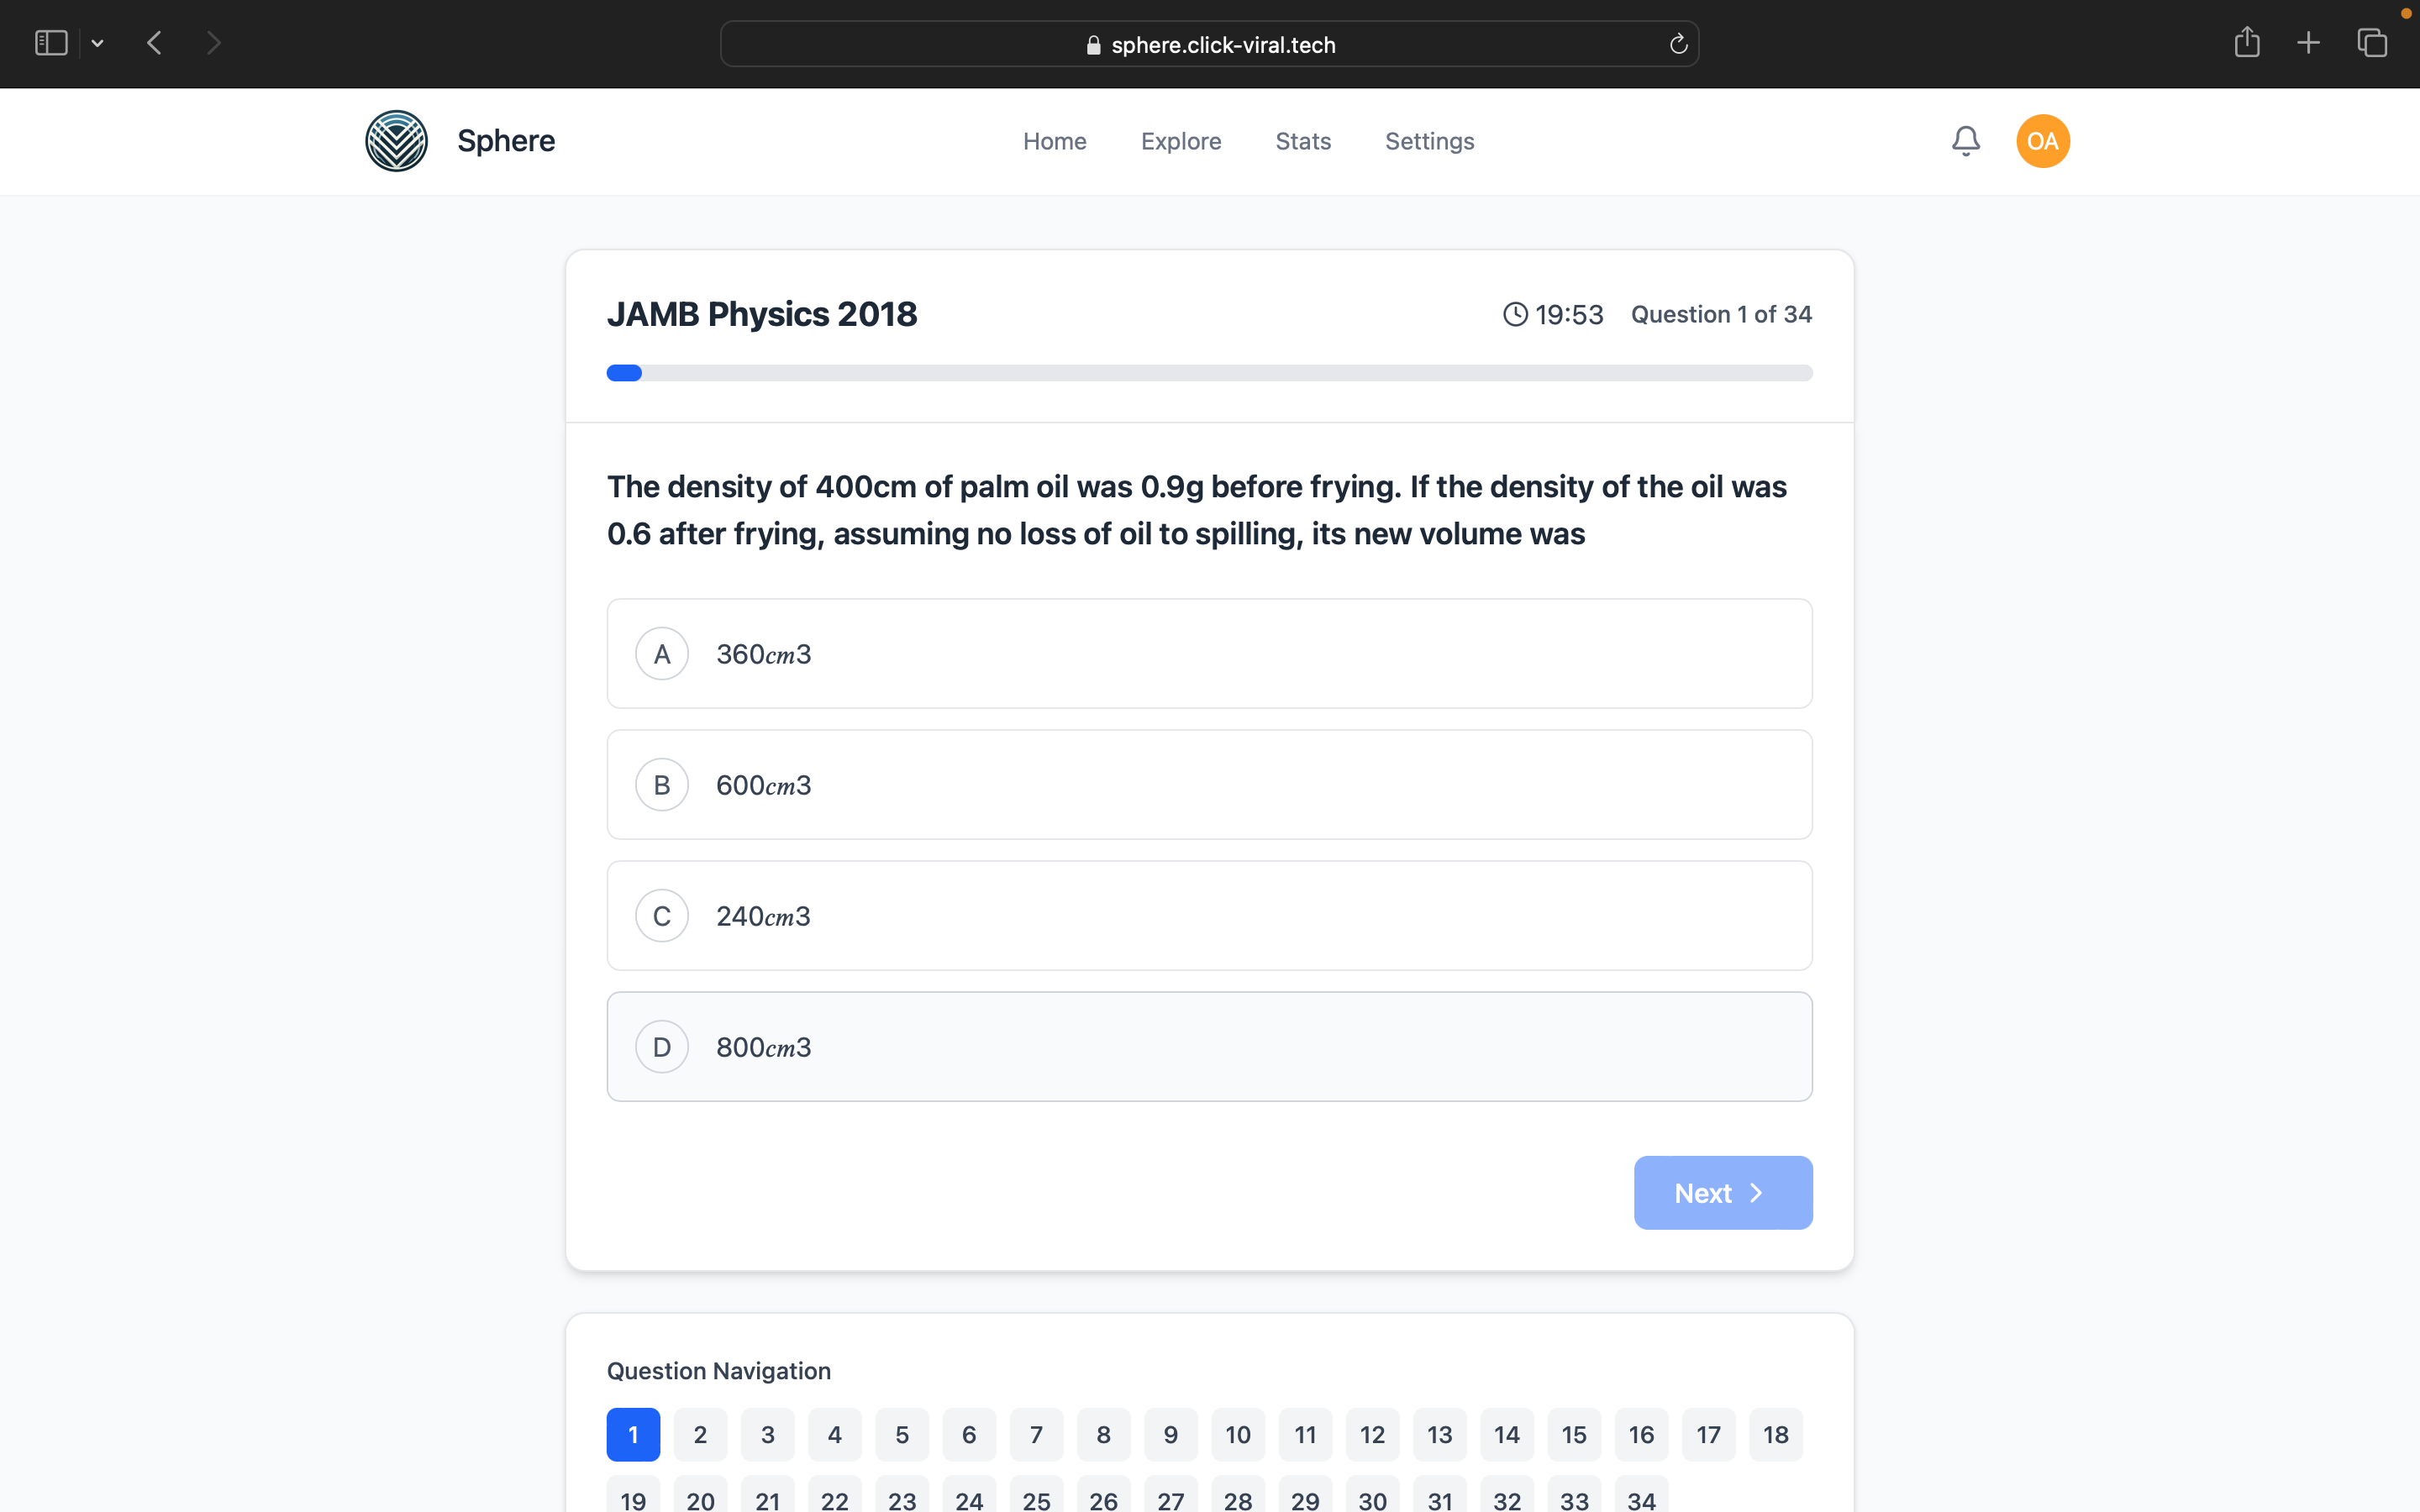 sphere.click-viral.tech
Sphere
Home Explore Stats Settings
OA
JAMB Physics 2018
19:53 Question 1 of 34
The density of 400cm of palm oil was 0.9g before frying. If the density of the oil was
0.6 after frying, assuming no loss of oil to spilling, its new volume was
A 360𝑐𝑚3
B 600𝑐𝑚3
C 240𝑐𝑚3
D 800𝑐𝑚3
Next
Question Navigation
1 2 3 4 5 6 7 8 9 10 11 12 13 14 15 16 17 18
19 20 21 22 23 24 25 26 27 28 29 30 31 32 33 34